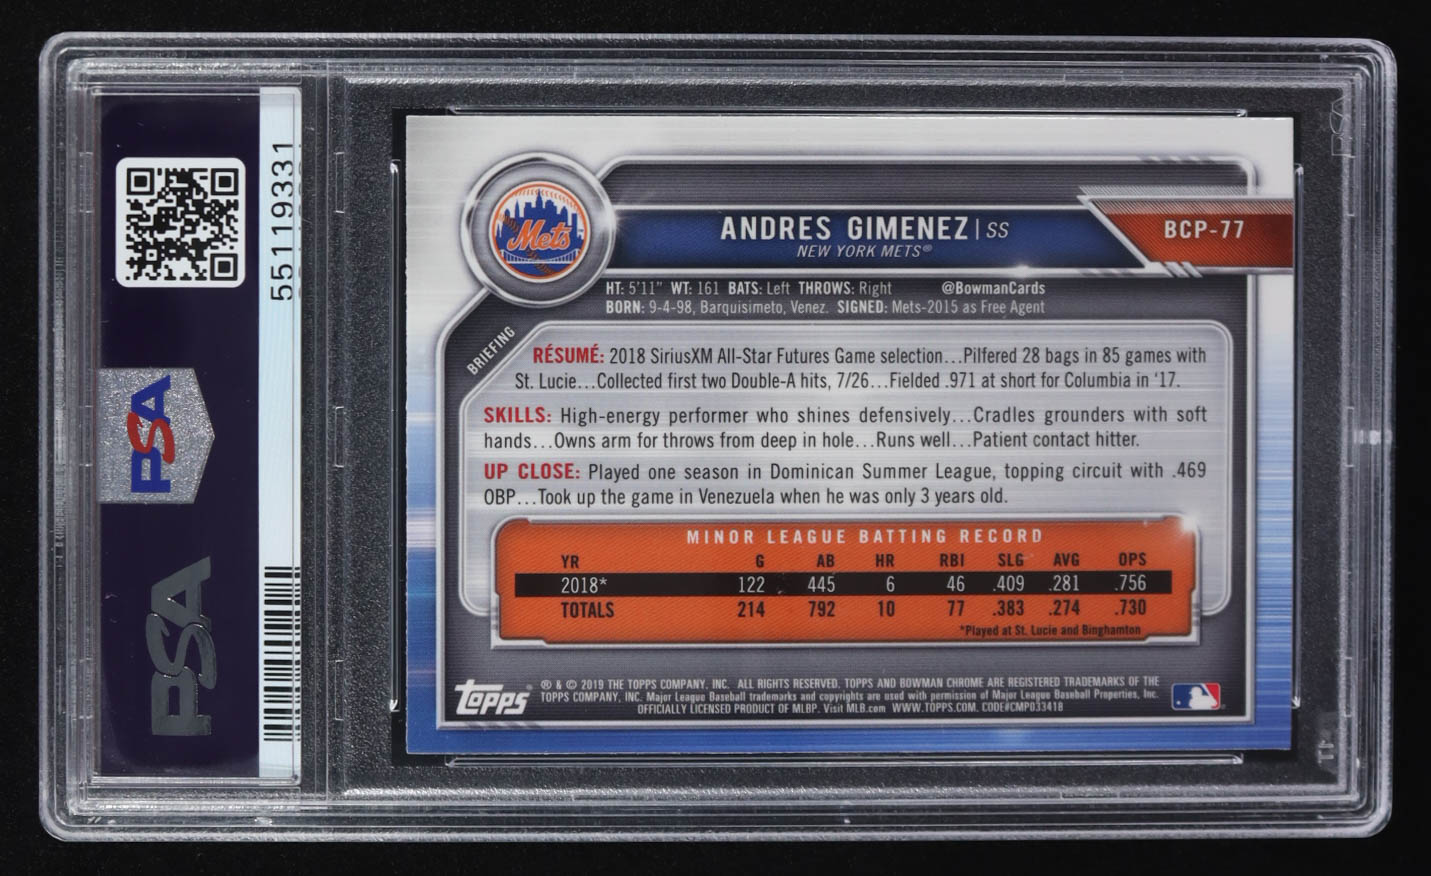 55119331
PSA
PSA
Mets
ANDRES GIMENEZ | SS
NEW YORK METS®
BCP-77
HT: 5'11" WT: 161 BATS: Left THROWS: Right @BowmanCards
BORN: 9-4-98, Barquisimeto, Venez. SIGNED: Mets-2015 as Free Agent
BRIEFING
RÉSUMÉ: 2018 SiriusXM All-Star Futures Game selection...Pilfered 28 bags in 85 games with
St. Lucie...Collected first two Double-A hits, 7/26...Fielded .971 at short for Columbia in '17.
SKILLS: High-energy performer who shines defensively...Cradles grounders with soft
hands...Owns arm for throws from deep in hole...Runs well...Patient contact hitter.
UP CLOSE: Played one season in Dominican Summer League, topping circuit with .469
OBP...Took up the game in Venezuela when he was only 3 years old.
MINOR LEAGUE BATTING RECORD
YR G AB HR RBI SLG AVG OPS
2018* 122 445 6 46 .409 .281 .756
TOTALS 214 792 10 77 .383 .274 .730
*Played at St. Lucie and Binghamton
topps
® & © 2019 THE TOPPS COMPANY, INC. ALL RIGHTS RESERVED. TOPPS AND BOWMAN CHROME ARE REGISTERED TRADEMARKS OF THE
TOPPS COMPANY, INC. Major League Baseball trademarks and copyrights are used with permission of Major League Baseball Properties, Inc.
OFFICIALLY LICENSED PRODUCT OF MLBP. Visit MLB.com WWW.TOPPS.COM. CODE#CMP033418